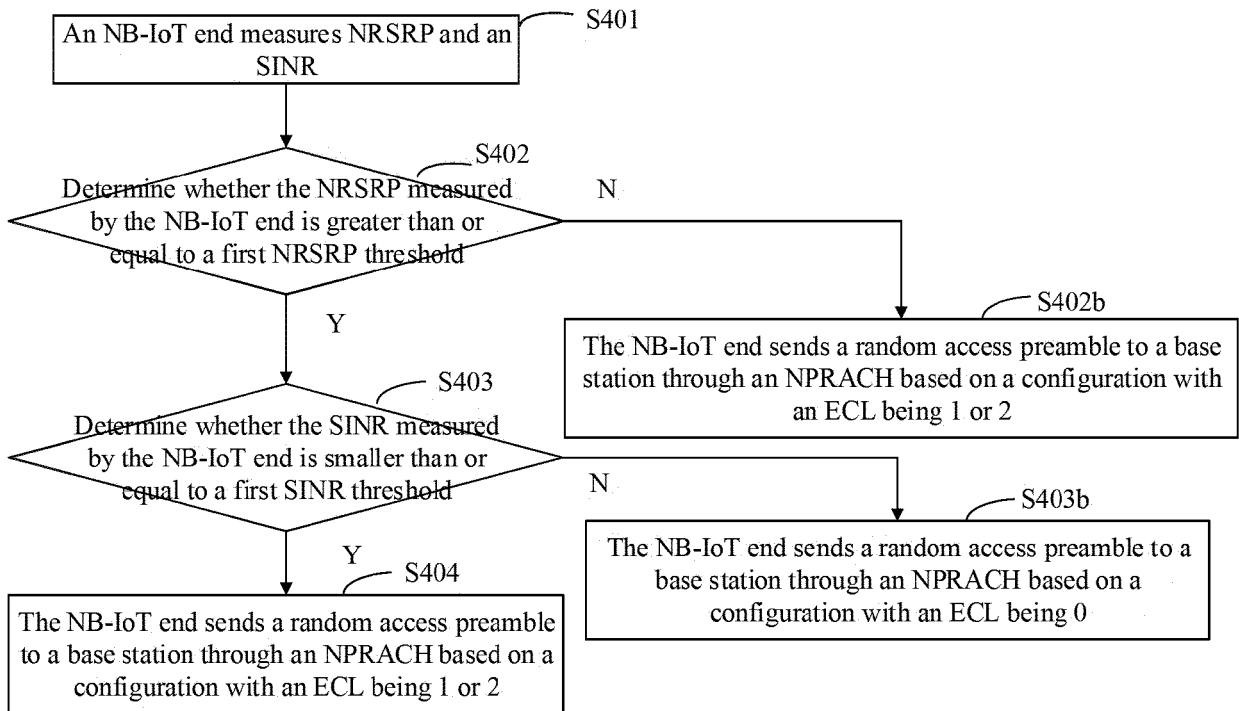 S401
An NB-IoT end measures NRSRP and an
SINR
S402
Determine whether the NRSRP measured
by the NB-IoT end is greater than or
equal to a first NRSRP threshold
N
Y
S402b
The NB-IoT end sends a random access preamble to a base
station through an NPRACH based on a configuration with
an ECL being 1 or 2
S403
Determine whether the SINR measured
by the NB-IoT end is smaller than or
equal to a first SINR threshold
N
Y
S403b
The NB-IoT end sends a random access preamble to a
base station through an NPRACH based on a
configuration with an ECL being 0
S404
The NB-IoT end sends a random access preamble
to a base station through an NPRACH based on a
configuration with an ECL being 1 or 2